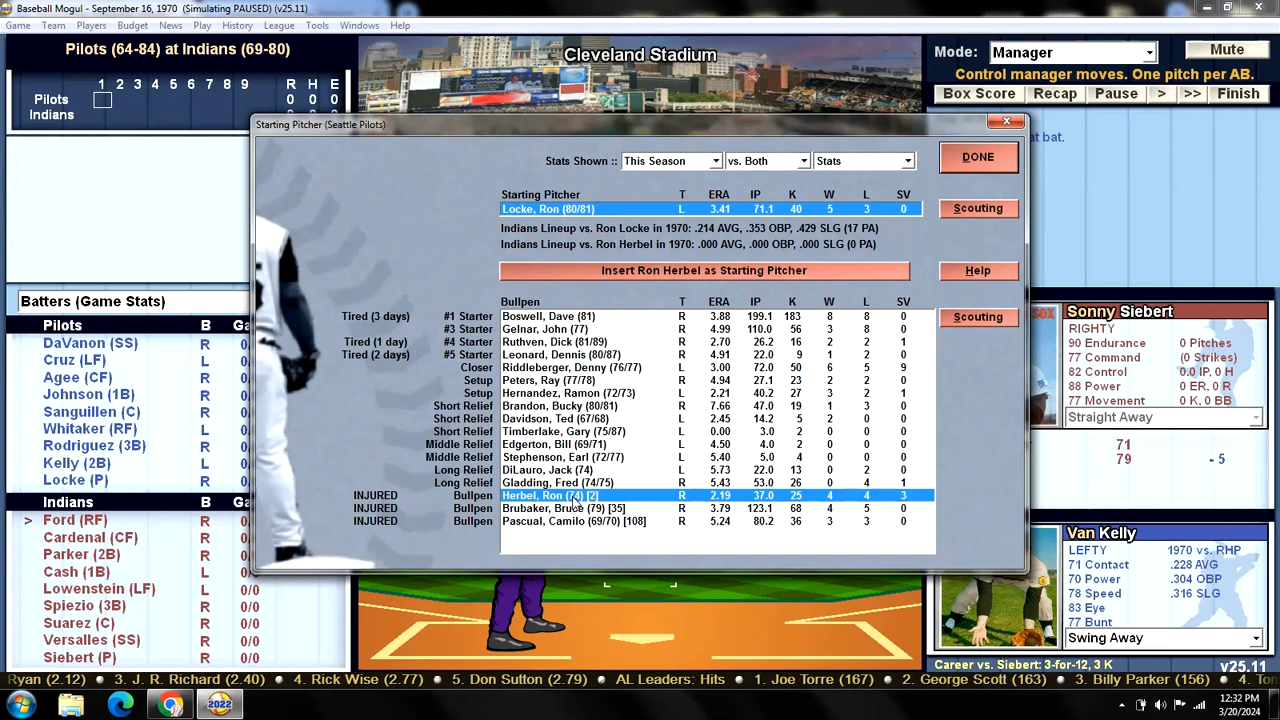 Baseball Mogul - September 16, 1970 (Simulating PAUSED) (v25.11)
Game Team Players Budget News Play History League Tools Windows Help
Pilots (64-84) at Indians (69-80)
1 2 3 4 5 6 7 8 9 R H E
Pilots 0 0 0
Indians 0 0 0
Cleveland Stadium
Mode: Manager Mute
Control manager moves. One pitch per AB.
Box Score Recap Pause > >> Finish
at bat.
Starting Pitcher (Seattle Pilots)
Stats Shown :: This Season vs. Both Stats DONE
Starting Pitcher T ERA IP K W L SV
Locke, Ron (80/81) L 3.41 71.1 40 5 3 0 Scouting
Indians Lineup vs. Ron Locke in 1970: .214 AVG, .353 OBP, .429 SLG (17 PA)
Indians Lineup vs. Ron Herbel in 1970: .000 AVG, .000 OBP, .000 SLG (0 PA)
Insert Ron Herbel as Starting Pitcher Help
Bullpen T ERA IP K W L SV
Tired (3 days) #1 Starter Boswell, Dave (81) R 3.88 199.1 183 8 8 0 Scouting
#3 Starter Gelnar, John (77) R 4.99 110.0 56 3 8 0
Tired (1 day) #4 Starter Ruthven, Dick (81/89) R 2.70 26.2 16 2 2 1
Tired (2 days) #5 Starter Leonard, Dennis (80/87) R 4.91 22.0 9 1 2 0
Closer Riddleberger, Denny (76/77) L 3.00 72.0 50 6 5 9
Setup Peters, Ray (77/78) R 4.94 27.1 23 2 2 0
Setup Hernandez, Ramon (72/73) L 2.21 40.2 27 3 2 1
Short Relief Brandon, Bucky (80/81) R 7.66 47.0 19 1 3 0
Short Relief Davidson, Ted (67/68) L 2.45 14.2 5 2 0 0
Short Relief Timberlake, Gary (75/87) L 0.00 3.0 2 0 0 0
Middle Relief Edgerton, Bill (69/71) L 4.50 4.0 2 0 0 0
Middle Relief Stephenson, Earl (72/77) L 5.40 5.0 4 0 0 0
Long Relief DiLauro, Jack (74) L 5.73 22.0 13 0 2 0
Long Relief Gladding, Fred (74/75) R 5.43 53.0 26 0 4 1
INJURED Bullpen Herbel, Ron (74) [2] R 2.19 37.0 25 4 4 3
INJURED Bullpen Brubaker, Bruce (79) [35] R 3.79 123.1 68 4 5 0
INJURED Bullpen Pascual, Camilo (69/70) [108] R 5.24 80.2 36 3 3 0
Batters (Game Stats)
Pilots B Ga
DaVanon (SS) R
Cruz (LF) L
Agee (CF) R
Johnson (1B) R
Sanguillen (C) R
Whitaker (RF) L
Rodriguez (3B) R
Kelly (2B) L
Locke (P) R
Indians B Ga
> Ford (RF) R 0/0
Cardenal (CF) R 0/0
Parker (2B) R 0/0
Cash (1B) L 0/0
Lowenstein (LF) L 0/0
Spiezio (3B) R 0/0
Suarez (C) R 0/0
Versalles (SS) R 0/0
Siebert (P) R 0/0
SOX
Sonny Siebert
RIGHTY
90 Endurance 0 Pitches
77 Command (0 Strikes)
82 Control 0.0 IP, 0 H
88 Power 0 ER, 0 R
77 Movement 0 K, 0 BB
Straight Away
71
79 - 5
Van Kelly
LEFTY 1970 vs. RHP
71 Contact .228 AVG
70 Power .304 OBP
78 Speed .316 SLG
83 Eye
77 Bunt
Swing Away
Career vs. Siebert: 3-for-12, 3 K v25.11
Ryan (2.12) 3. J. R. Richard (2.40) 4. Rick Wise (2.77) 5. Don Sutton (2.79) AL Leaders: Hits 1. Joe Torre (167) 2. George Scott (163) 3. Billy Parker (156) 4. Tom
2022
12:32 PM
3/20/2024